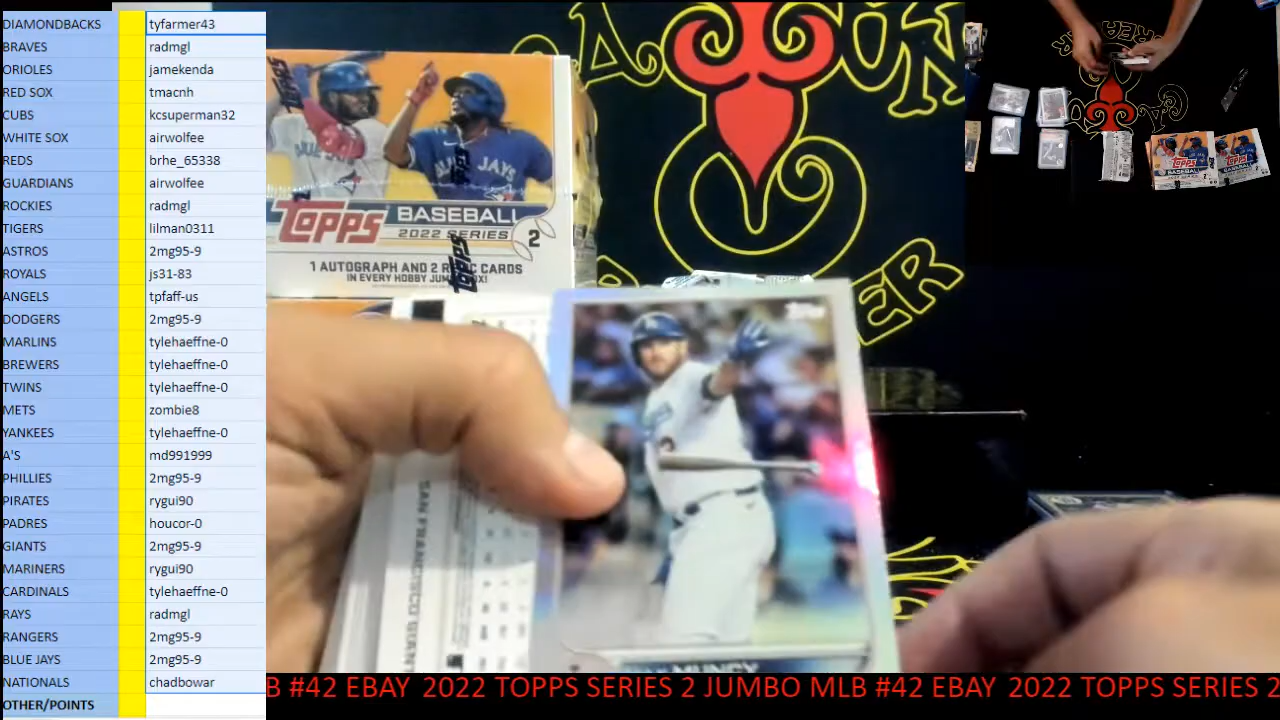 DIAMONDBACKS tyfarmer43
BRAVES radmgl
ORIOLES jamekenda
RED SOX tmacnh
CUBS kcsuperman32
WHITE SOX airwolfee
REDS brhe_65338
GUARDIANS airwolfee
ROCKIES radmgl
TIGERS lilman0311
ASTROS 2mg95-9
ROYALS js31-83
ANGELS tpfaff-us
DODGERS 2mg95-9
MARLINS tylehaeffne-0
BREWERS tylehaeffne-0
TWINS tylehaeffne-0
METS zombie8
YANKEES tylehaeffne-0
A'S md991999
PHILLIES 2mg95-9
PIRATES rygui90
PADRES houcor-0
GIANTS 2mg95-9
MARINERS rygui90
CARDINALS tylehaeffne-0
RAYS radmgl
RANGERS 2mg95-9
BLUE JAYS 2mg95-9
NATIONALS chadbowar
OTHER/POINTS
TOPPS
JAYS
TOPPS BASEBALL
2022 SERIES 2
TOPPS
1 AUTOGRAPH AND 2 CARDS
IN EVERY HOBBY
SAN FRANCISCO
MUNCY
B #42 EBAY 2022 TOPPS SERIES 2 JUMBO MLB #42 EBAY 2022 TOPPS SERIES 2